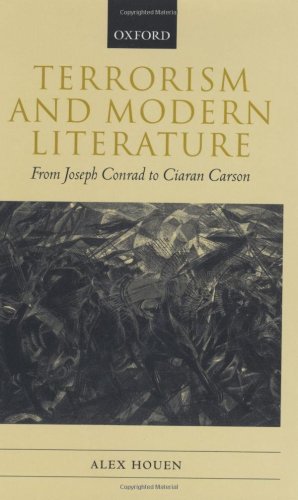 OXFORD
TERRORISM
AND MODERN
LITERATURE
From Joseph Conrad to Ciaran Carson
ALEX HOUEN